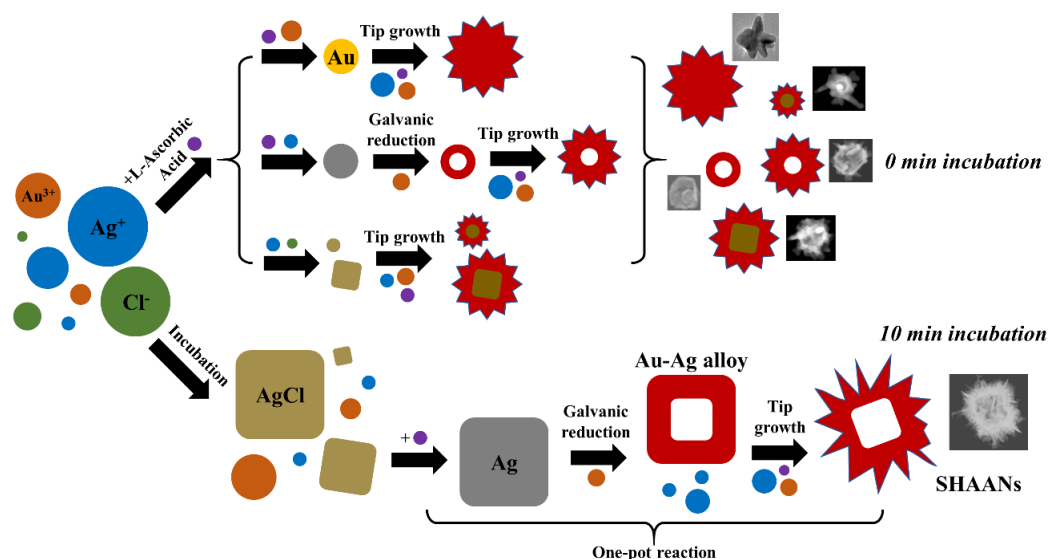 +L-Ascorbic
Acid
Au³⁺
Ag⁺
Cl⁻
Au
Tip growth
Galvanic
reduction
Tip growth
Tip growth
0 min incubation
Incubation
AgCl
+
Ag
Galvanic
reduction
Au-Ag alloy
Tip
growth
10 min incubation
SHAANs
One-pot reaction